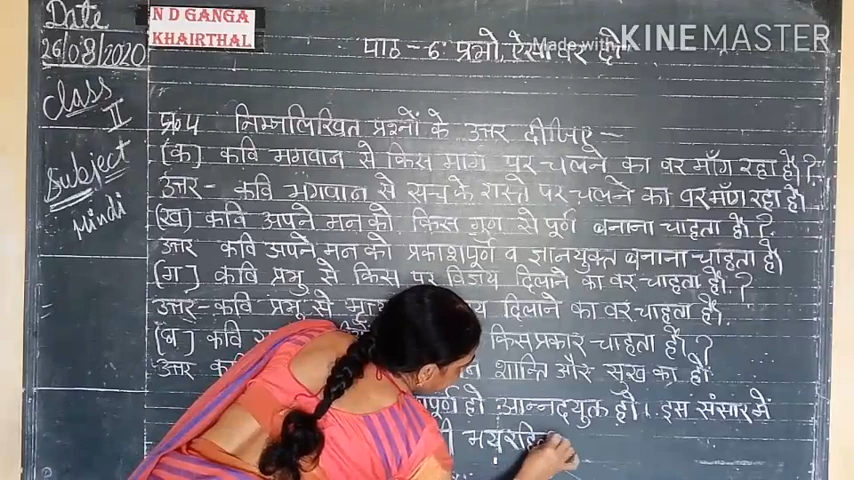 Date
26/08/2020
Class
II
Subject
Hindi
N D GANGA
KHAIRTHAL
Made with KINEMASTER
पाठ - 6 प्रभो, ऐसा वर दो
प्र०4 निम्नलिखित प्रश्नों के उत्तर दीजिए -
(क) कवि भगवान से किस मार्ग पर चलने का वर माँग रहा है?
उत्तर- कवि भगवान से सच के रास्ते पर चलने का वर माँग रहा है।
(ख) कवि अपने मन को किस गुण से पूर्ण बनाना चाहता है?
उत्तर कवि अपने मन को प्रकाशपूर्ण व ज्ञानयुक्त बनाना चाहता है।
(ग) कवि प्रभु से किस पर विजय दिलाने का वर चाहता है?
उत्तर- कवि प्रभु से दिलाने का वर चाहता है।
कवि किस प्रकार चाहता है?
उत्तर शान्ति और सुख का हो
हो आन्नदयुक्त हो। इस संसार में